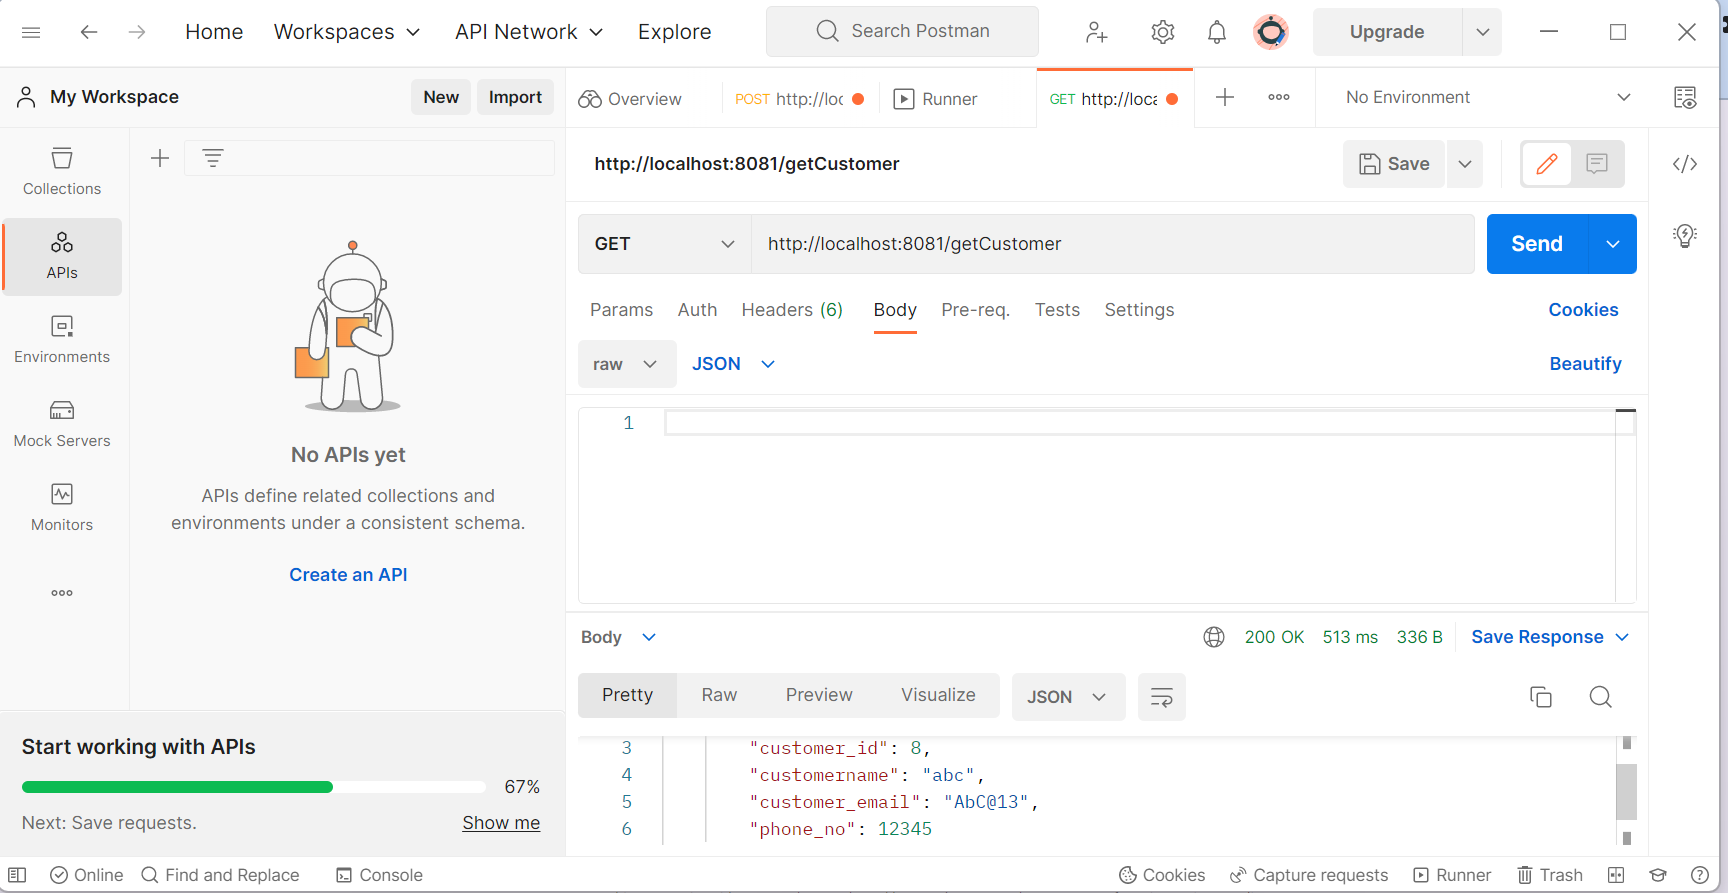 Home Workspaces API Network Explore Search Postman Upgrade
My Workspace New Import Overview POST http://loc Runner GET http://loca No Environment
Collections
APIs
Environments
Mock Servers
Monitors
No APIs yet
APIs define related collections and
environments under a consistent schema.
Create an API
Start working with APIs
67%
Next: Save requests. Show me
http://localhost:8081/getCustomer Save
GET http://localhost:8081/getCustomer Send
Params Auth Headers (6) Body Pre-req. Tests Settings Cookies
raw JSON Beautify
1
Body 200 OK 513 ms 336 B Save Response
Pretty Raw Preview Visualize JSON
3 "customer_id": 8,
4 "customername": "abc",
5 "customer_email": "AbC@13",
6 "phone_no": 12345
Online Find and Replace Console Cookies Capture requests Runner Trash